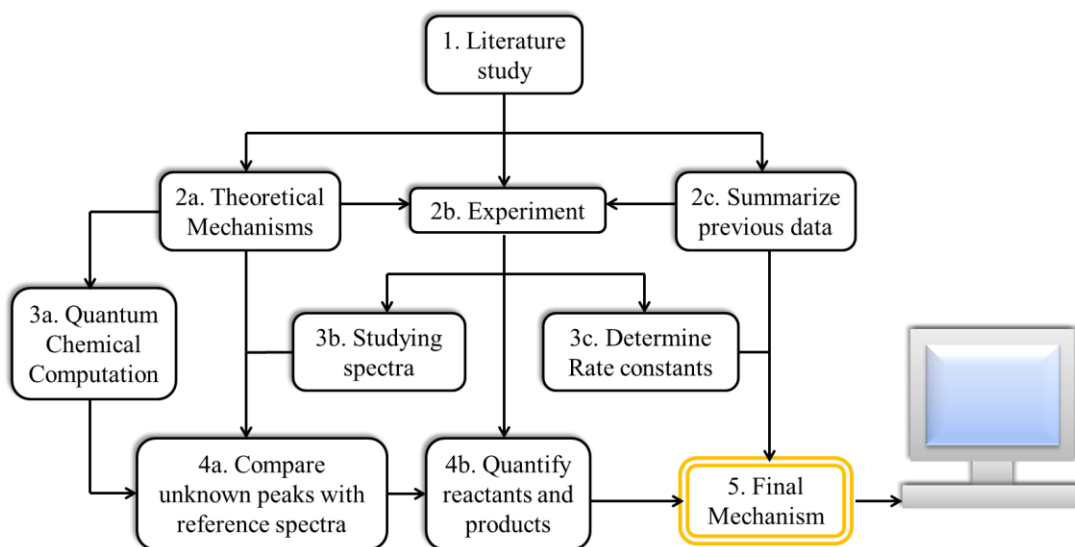 1. Literature
study
2a. Theoretical
Mechanisms
2b. Experiment
2c. Summarize
previous data
3a. Quantum
Chemical
Computation
3b. Studying
spectra
3c. Determine
Rate constants
4a. Compare
unknown peaks with
reference spectra
4b. Quantify
reactants and
products
5. Final
Mechanism